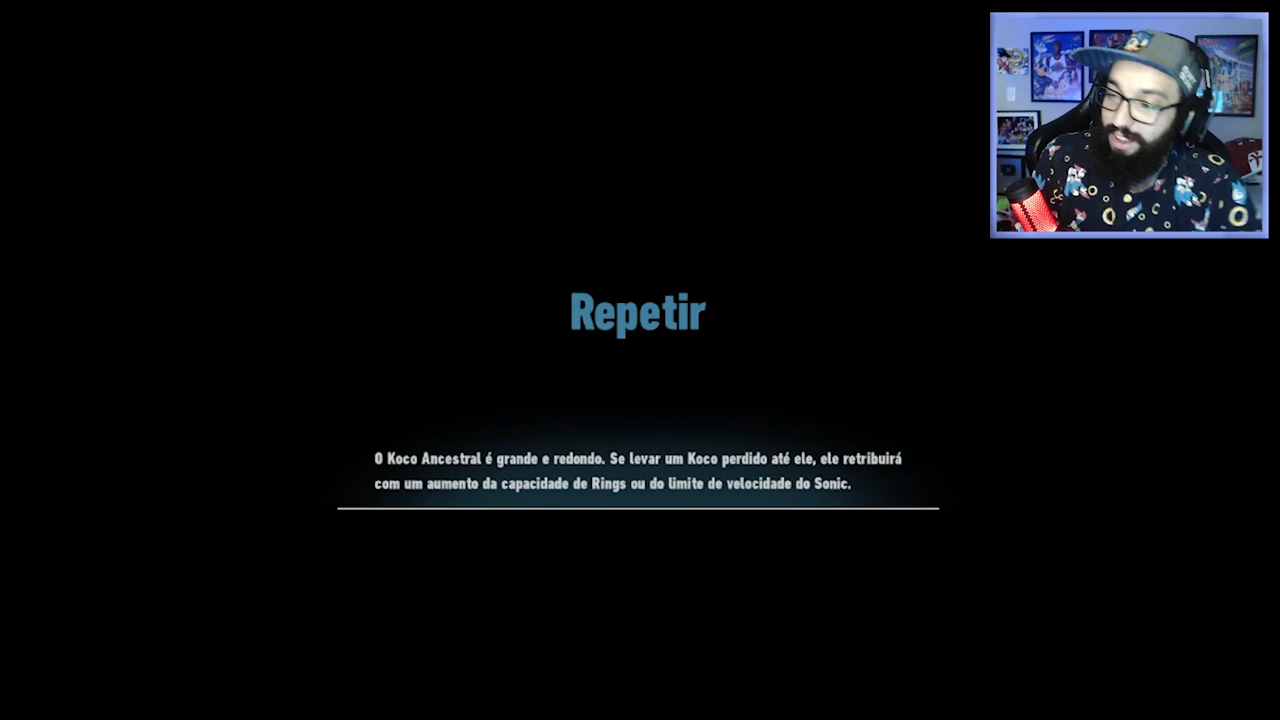 Repetir
O Koco Ancestral é grande e redondo. Se levar um Koco perdido até ele, ele retribuirá
com um aumento da capacidade de Rings ou do limite de velocidade do Sonic.